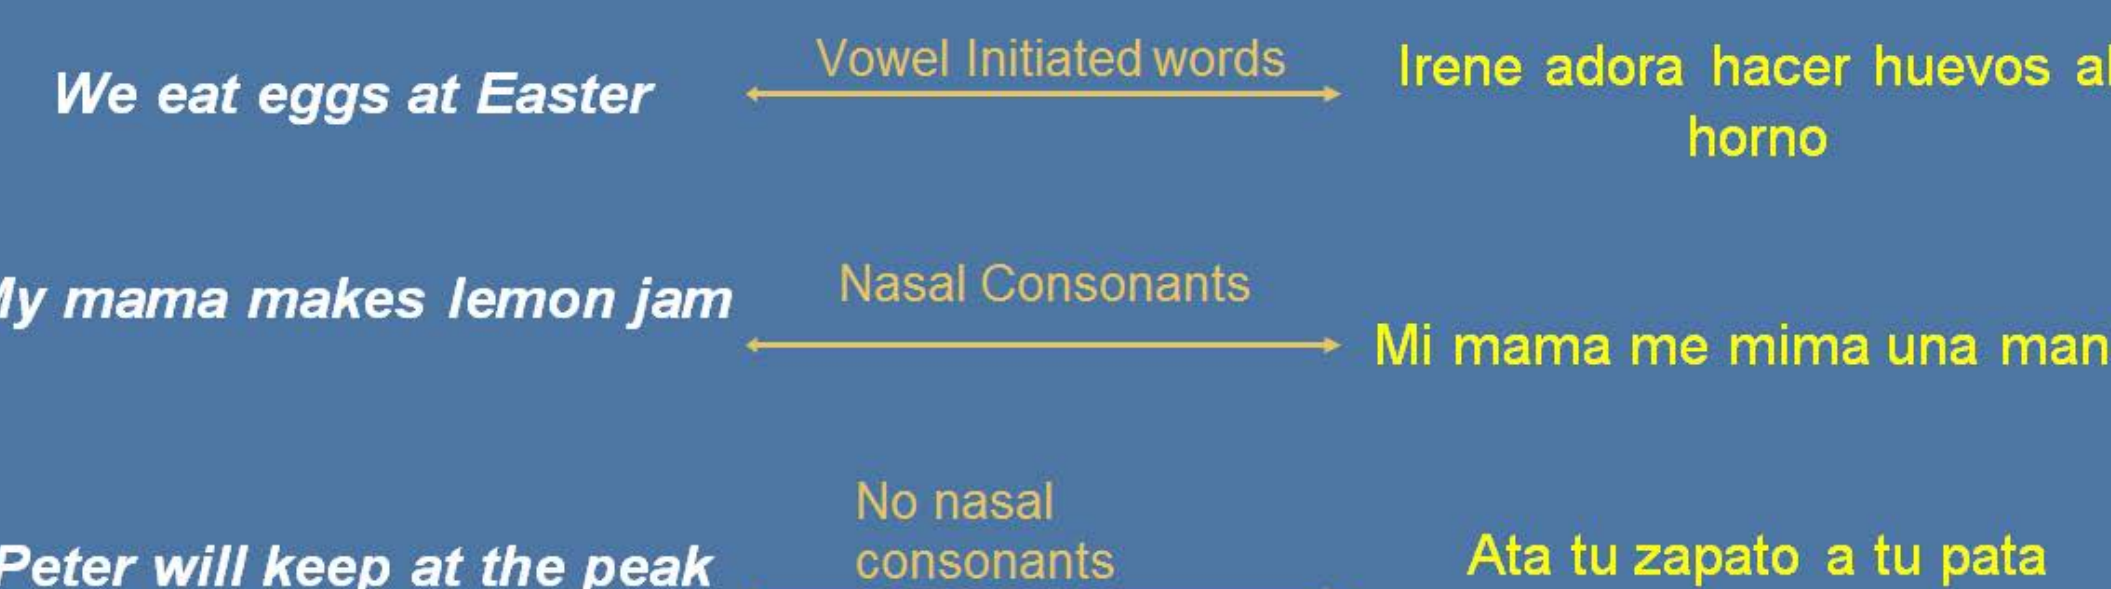 We eat eggs at Easter
Vowel Initiated words
Irene adora hacer huevos al
horno
mama makes lemon jam
Nasal Consonants
Mi mama me mima una
No nasal
consonants
Peter will keep at the peak
Ata tu zapato a tu pata